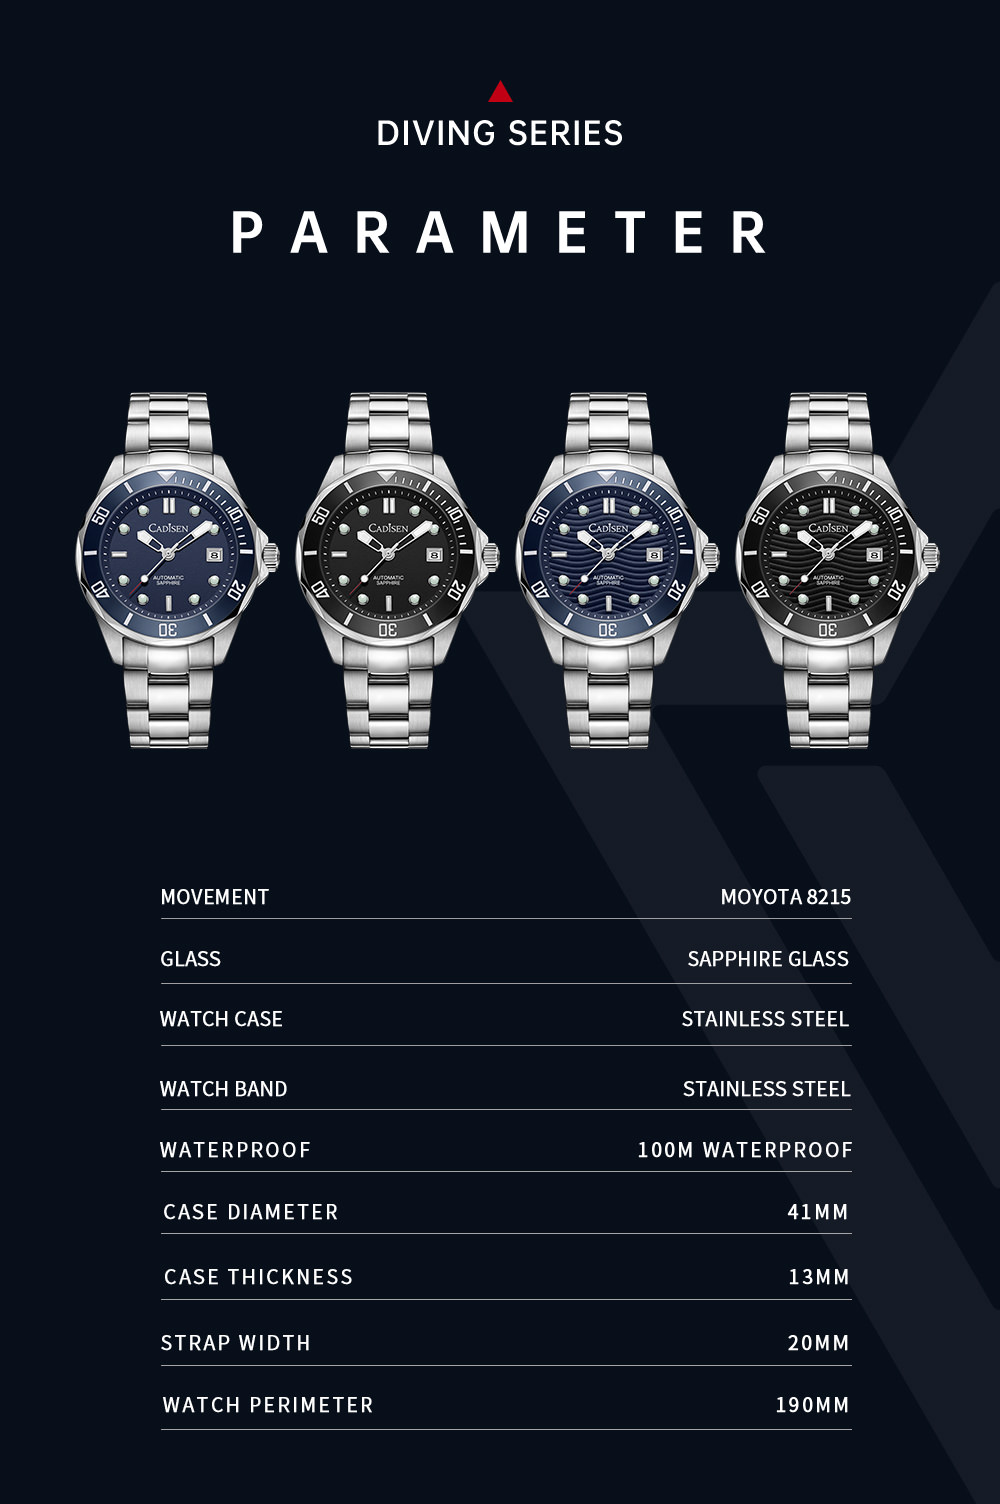 DIVING SERIES
PARAMETER
CADISEN
AUTOMATIC
SAPPHIRE
8
10
20
30
40
50
CADISEN
AUTOMATIC
SAPPHIRE
8
10
20
30
40
50
CADISEN
AUTOMATIC
SAPPHIRE
8
10
20
30
40
50
CADISEN
AUTOMATIC
SAPPHIRE
8
10
20
30
40
50
MOVEMENT MOYOTA 8215
GLASS SAPPHIRE GLASS
WATCH CASE STAINLESS STEEL
WATCH BAND STAINLESS STEEL
WATERPROOF 100M WATERPROOF
CASE DIAMETER 41MM
CASE THICKNESS 13MM
STRAP WIDTH 20MM
WATCH PERIMETER 190MM